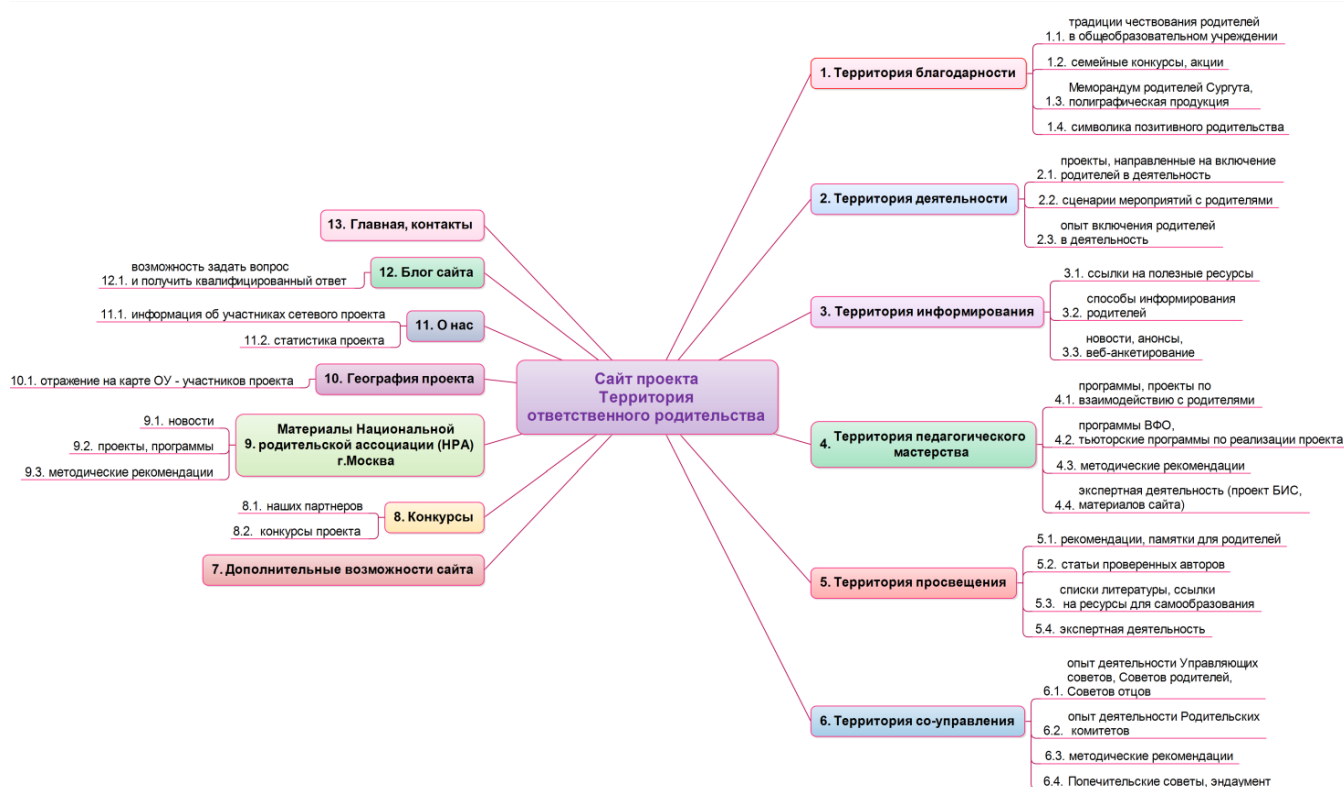 Сайт проекта
Территория
ответственного родительства
1. Территория благодарности
традиции чествования родителей
1.1. в общеобразовательном учреждении
1.2. семейные конкурсы, акции
Меморандум родителей Сургута,
1.3. полиграфическая продукция
1.4. символика позитивного родительства
2. Территория деятельности
проекты, направленные на включение
2.1. родителей в деятельность
2.2. сценарии мероприятий с родителями
опыт включения родителей
2.3. в деятельность
3. Территория информирования
3.1. ссылки на полезные ресурсы
способы информирования
3.2. родителей
новости, анонсы,
3.3. веб-анкетирование
4. Территория педагогического
мастерства
программы, проекты по
4.1. взаимодействию с родителями
программы ВФО,
4.2. тьюторские программы по реализации проекта
4.3. методические рекомендации
экспертная деятельность (проект БИС,
4.4. материалов сайта)
5. Территория просвещения
5.1. рекомендации, памятки для родителей
5.2. статьи проверенных авторов
списки литературы, ссылки
5.3. на ресурсы для самообразования
5.4. экспертная деятельность
6. Территория со-управления
опыт деятельности Управляющих
советов, Советов родителей,
6.1. Советов отцов
опыт деятельности Родительских
6.2. комитетов
6.3. методические рекомендации
6.4. Попечительские советы, эндаумент
7. Дополнительные возможности сайта
8. Конкурсы
8.1. наших партнеров
8.2. конкурсы проекта
Материалы Национальной
9. родительской ассоциации (НРА)
г.Москва
9.1. новости
9.2. проекты, программы
9.3. методические рекомендации
10. География проекта
10.1. отражение на карте ОУ - участников проекта
11. О нас
11.1. информация об участниках сетевого проекта
11.2. статистика проекта
12. Блог сайта
возможность задать вопрос
12.1. и получить квалифицированный ответ
13. Главная, контакты